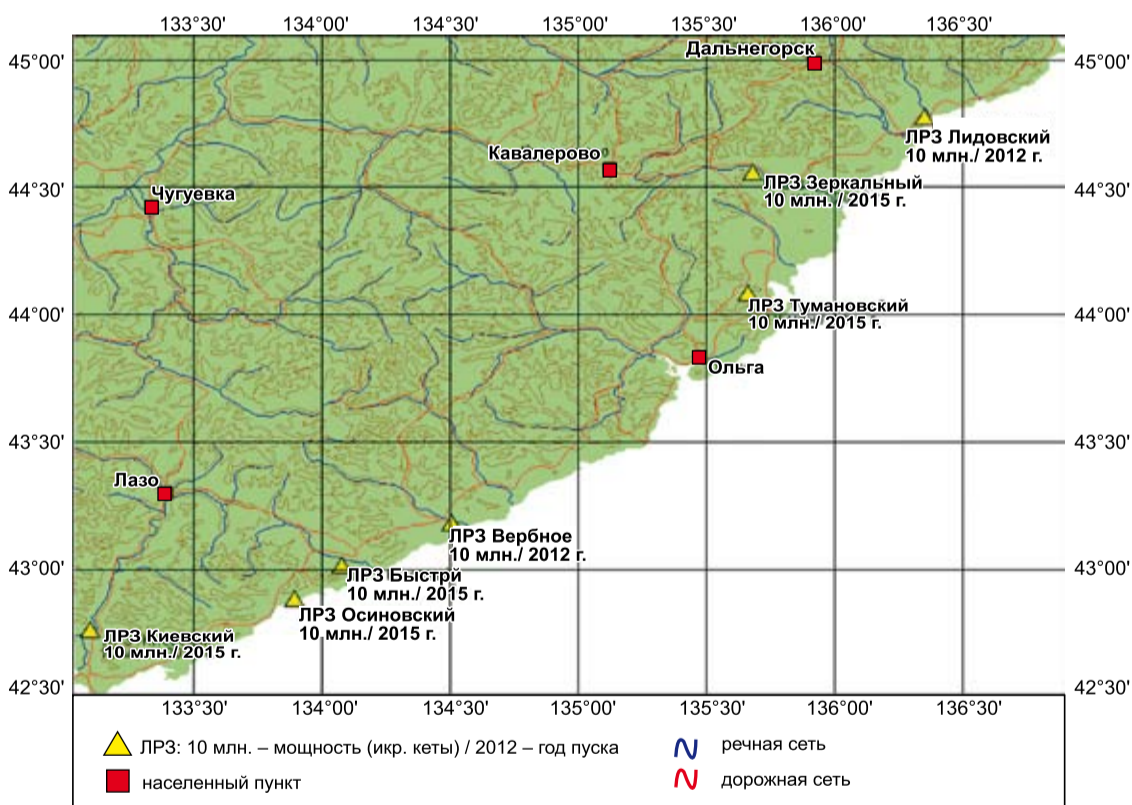 133°30' 134°00' 134°30' 135°00' 135°30' 136°00' 136°30'
45°00' 45°00'
Дальнегорск
ЛРЗ Лидовский
10 млн./ 2012 г.
Кавалерово
44°30' 44°30'
ЛРЗ Зеркальный
10 млн. / 2015 г.
Чугуевка
44°00' 44°00'
ЛРЗ Тумановский
10 млн./ 2015 г.
Ольга
43°30' 43°30'
Лазо
ЛРЗ Вербное
10 млн./ 2012 г.
43°00' 43°00'
ЛРЗ Быстрй
10 млн./ 2015 г.
ЛРЗ Осиновский
10 млн./ 2015 г.
ЛРЗ Киевский
10 млн./ 2015 г.
42°30' 42°30'
133°30' 134°00' 134°30' 135°00' 135°30' 136°00' 136°30'
ЛРЗ: 10 млн. – мощность (икр. кеты) / 2012 – год пуска
населенный пункт
речная сеть
дорожная сеть